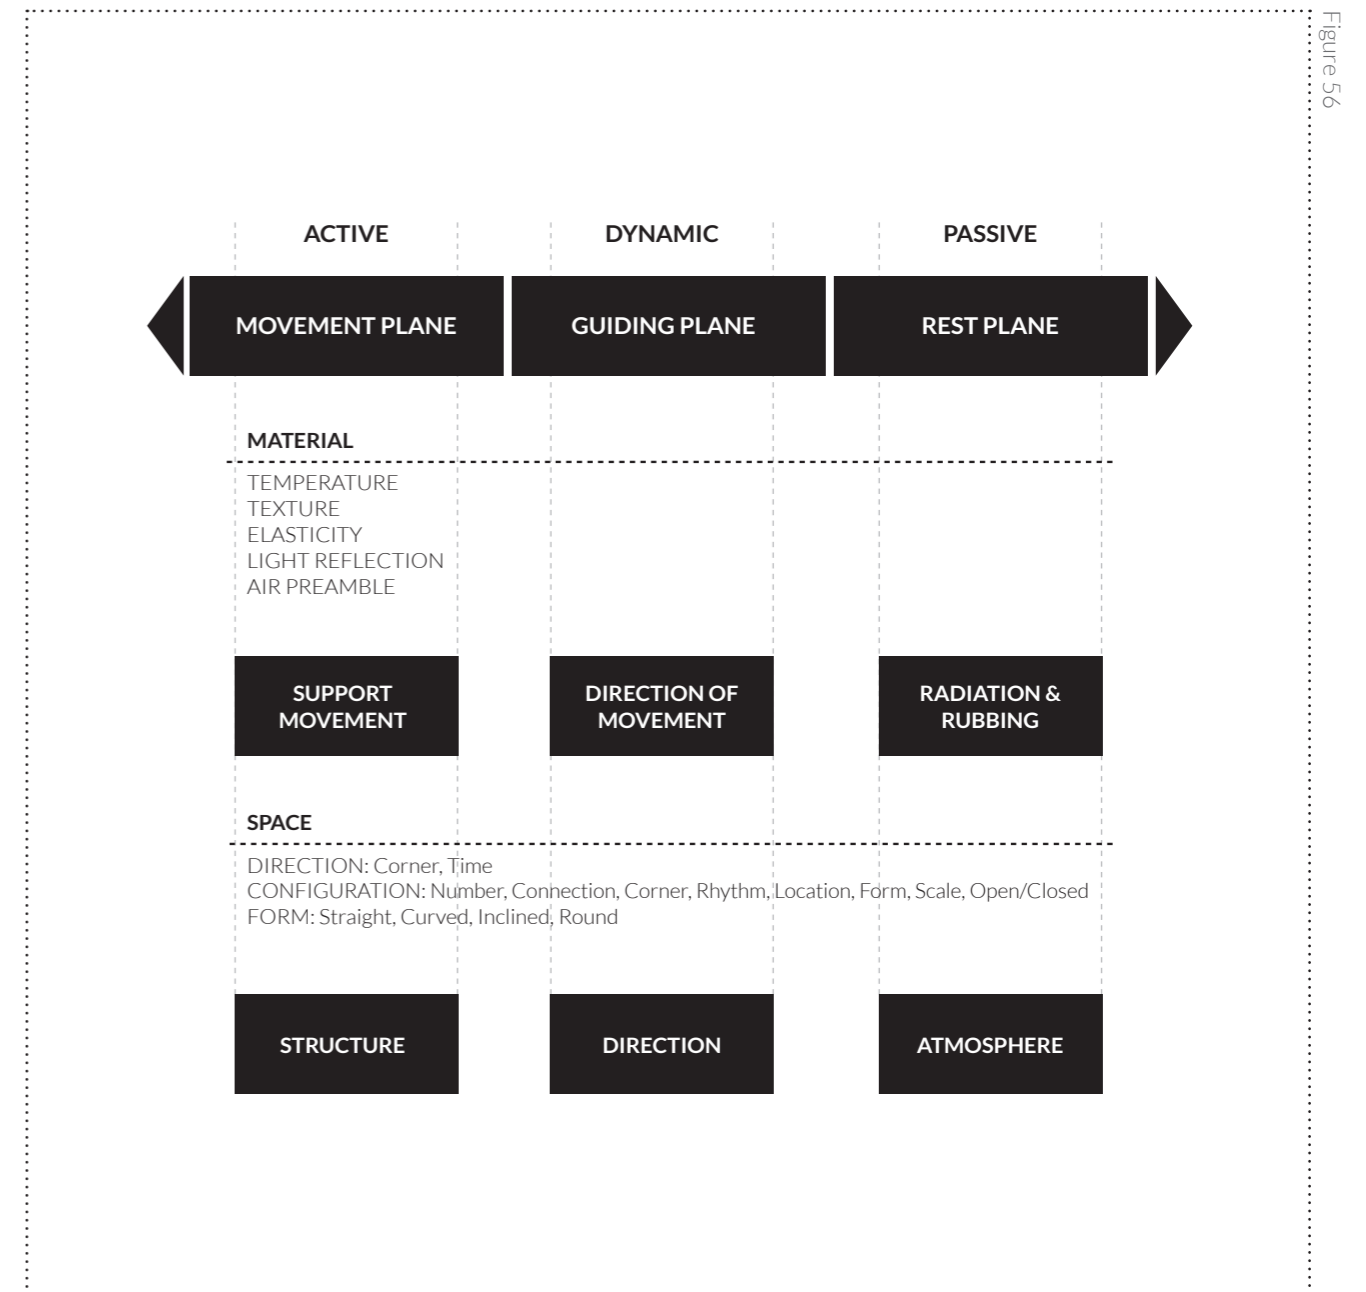 Figure 56
ACTIVE DYNAMIC PASSIVE
MOVEMENT PLANE GUIDING PLANE REST PLANE
MATERIAL
TEMPERATURE
TEXTURE
ELASTICITY
LIGHT REFLECTION
AIR PREAMBLE
SUPPORT
MOVEMENT
DIRECTION OF
MOVEMENT
RADIATION &
RUBBING
SPACE
DIRECTION: Corner, Time
CONFIGURATION: Number, Connection, Corner, Rhythm, Location, Form, Scale, Open/Closed
FORM: Straight, Curved, Inclined, Round
STRUCTURE DIRECTION ATMOSPHERE